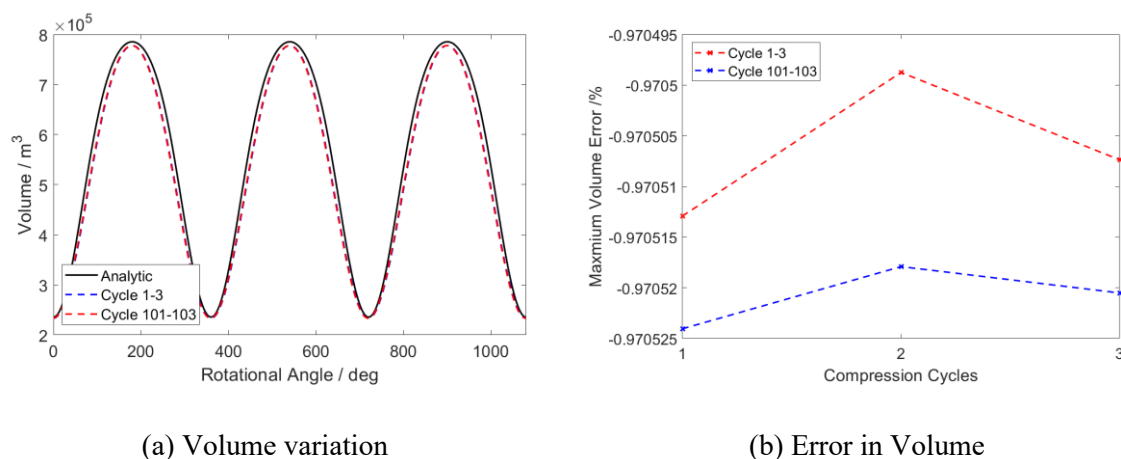 8 ×10⁵
7
6
5
4
3
2
Volume / m³
Analytic
Cycle 1-3
Cycle 101-103
0 200 400 600 800 1000
Rotational Angle / deg
(a) Volume variation
-0.970495
-0.9705
-0.970505
-0.97051
-0.970515
-0.97052
-0.970525
Maxmium Volume Error /%
Cycle 1-3
Cycle 101-103
1 2 3
Compression Cycles
(b) Error in Volume